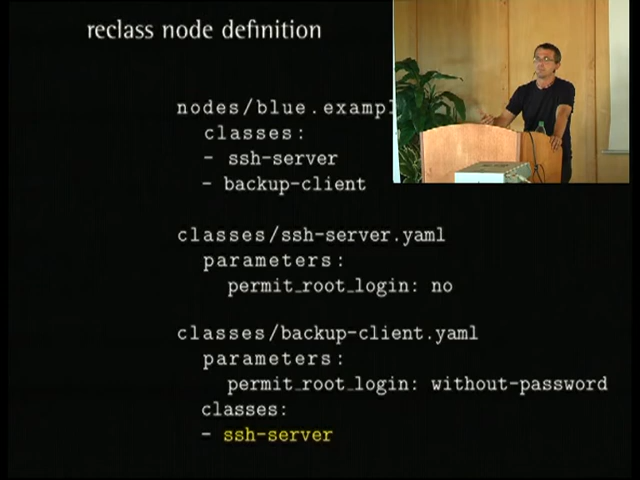 reclass node definition
nodes/blue.exampl
classes:
- ssh-server
- backup-client
classes/ssh-server.yaml
parameters:
permit_root_login: no
classes/backup-client.yaml
parameters:
permit_root_login: without-password
classes:
- ssh-server